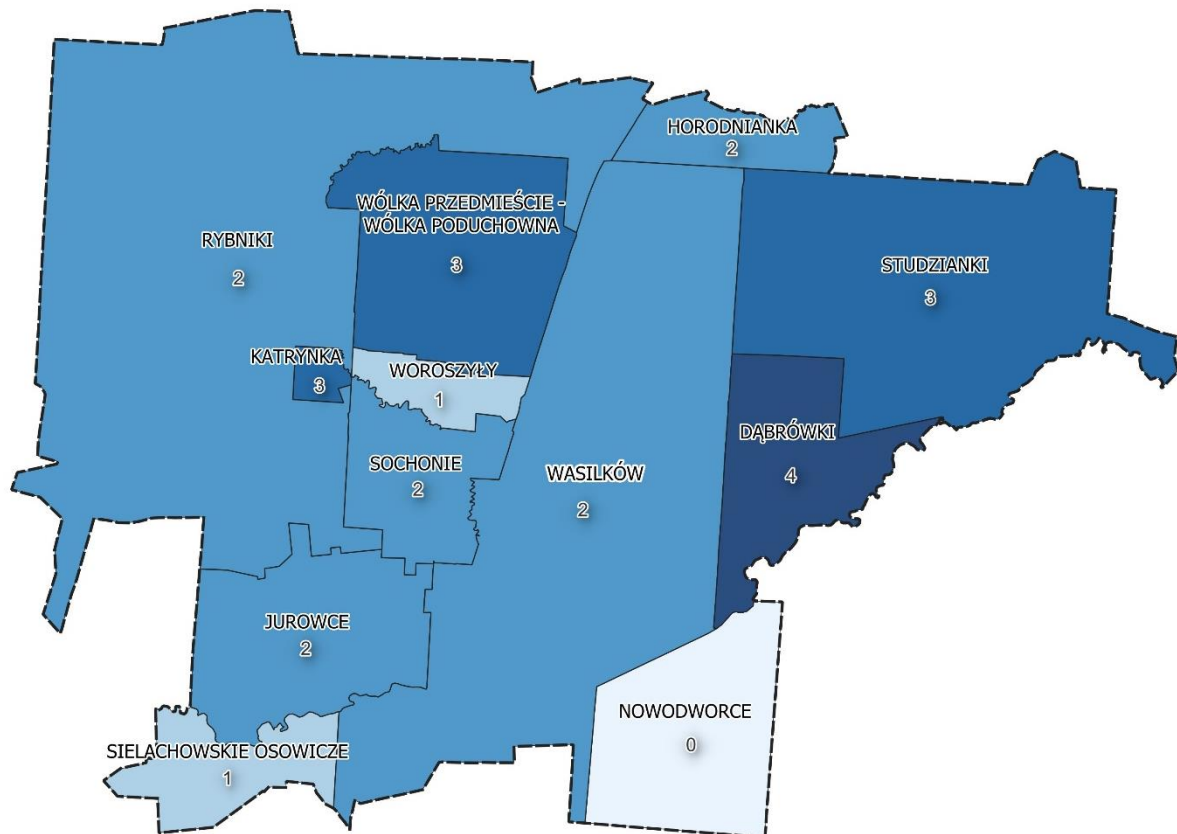 HORODNIANKA
2
WÓLKA PRZEDMIEŚCIE -
WÓLKA PODUCHOWNA
3
RYBNIKI
2
STUDZIANKI
3
KATRYNKA
3
WOROSZYŁY
1
DĄBRÓWKI
4
SOCHONIE
2
WASILKÓW
2
JUROWCE
2
NOWODWORCE
0
SIELACHOWSKIE OSOWICZE
1